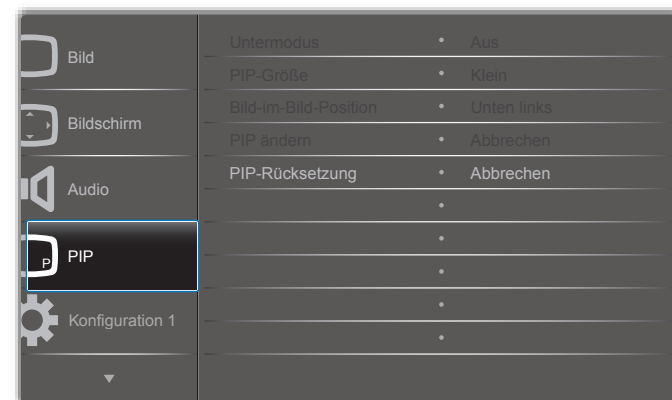 Bild
Bildschirm
Audio
P
PIP
Konfiguration 1
Untermodus • Aus
PIP-Größe • Klein
Bild-im-Bild-Position • Unten links
PIP ändern • Abbrechen
PIP-Rücksetzung • Abbrechen
•
•
•
•
•